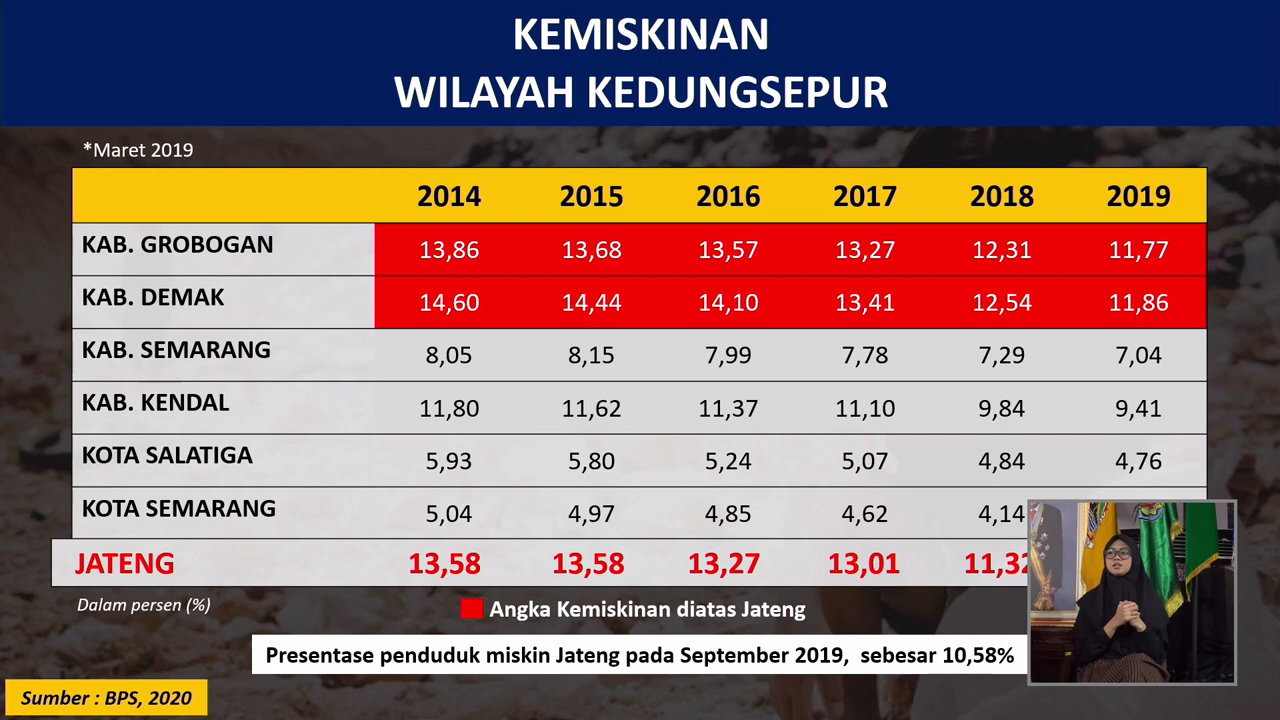 KEMISKINAN
WILAYAH KEDUNGSEPUR
*Maret 2019
2014 2015 2016 2017 2018 2019
KAB. GROBOGAN 13,86 13,68 13,57 13,27 12,31 11,77
KAB. DEMAK 14,60 14,44 14,10 13,41 12,54 11,86
KAB. SEMARANG 8,05 8,15 7,99 7,78 7,29 7,04
KAB. KENDAL 11,80 11,62 11,37 11,10 9,84 9,41
KOTA SALATIGA 5,93 5,80 5,24 5,07 4,84 4,76
KOTA SEMARANG 5,04 4,97 4,85 4,62 4,14
JATENG 13,58 13,58 13,27 13,01 11,32
Dalam persen (%)
Angka Kemiskinan diatas Jateng
Presentase penduduk miskin Jateng pada September 2019, sebesar 10,58%
Sumber : BPS, 2020